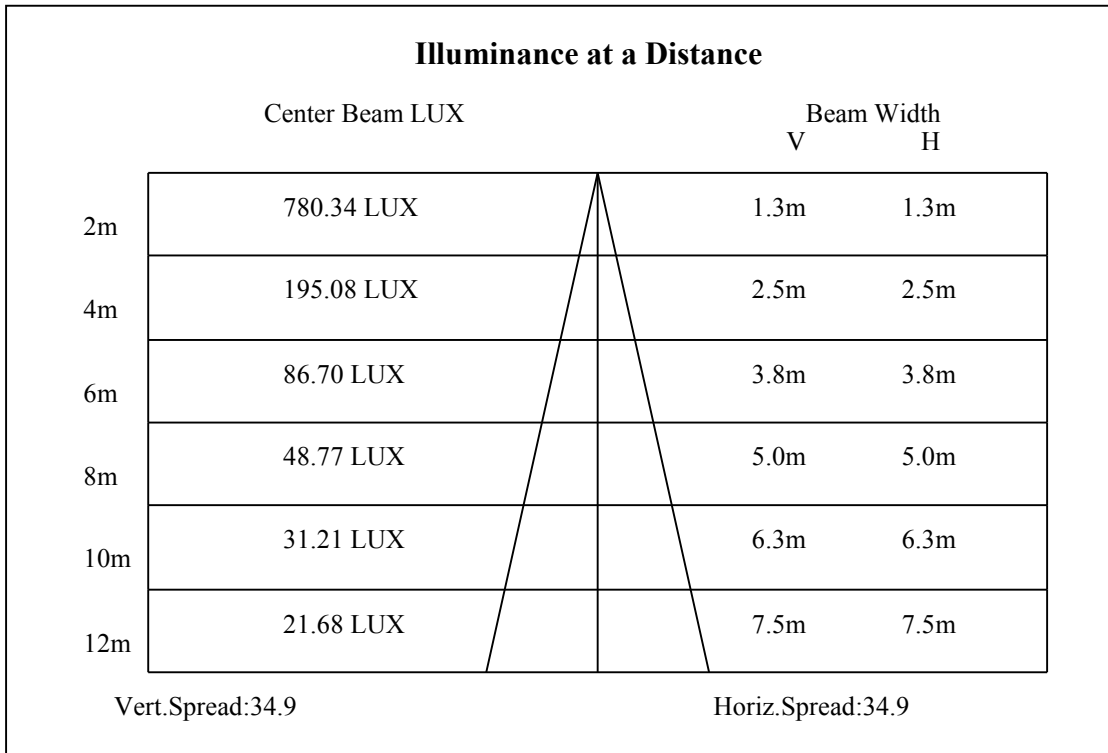 Illuminance at a Distance
Center Beam LUX Beam Width
V H
780.34 LUX 1.3m 1.3m
2m
195.08 LUX 2.5m 2.5m
4m
86.70 LUX 3.8m 3.8m
6m
48.77 LUX 5.0m 5.0m
8m
31.21 LUX 6.3m 6.3m
10m
21.68 LUX 7.5m 7.5m
12m
Vert.Spread:34.9 Horiz.Spread:34.9